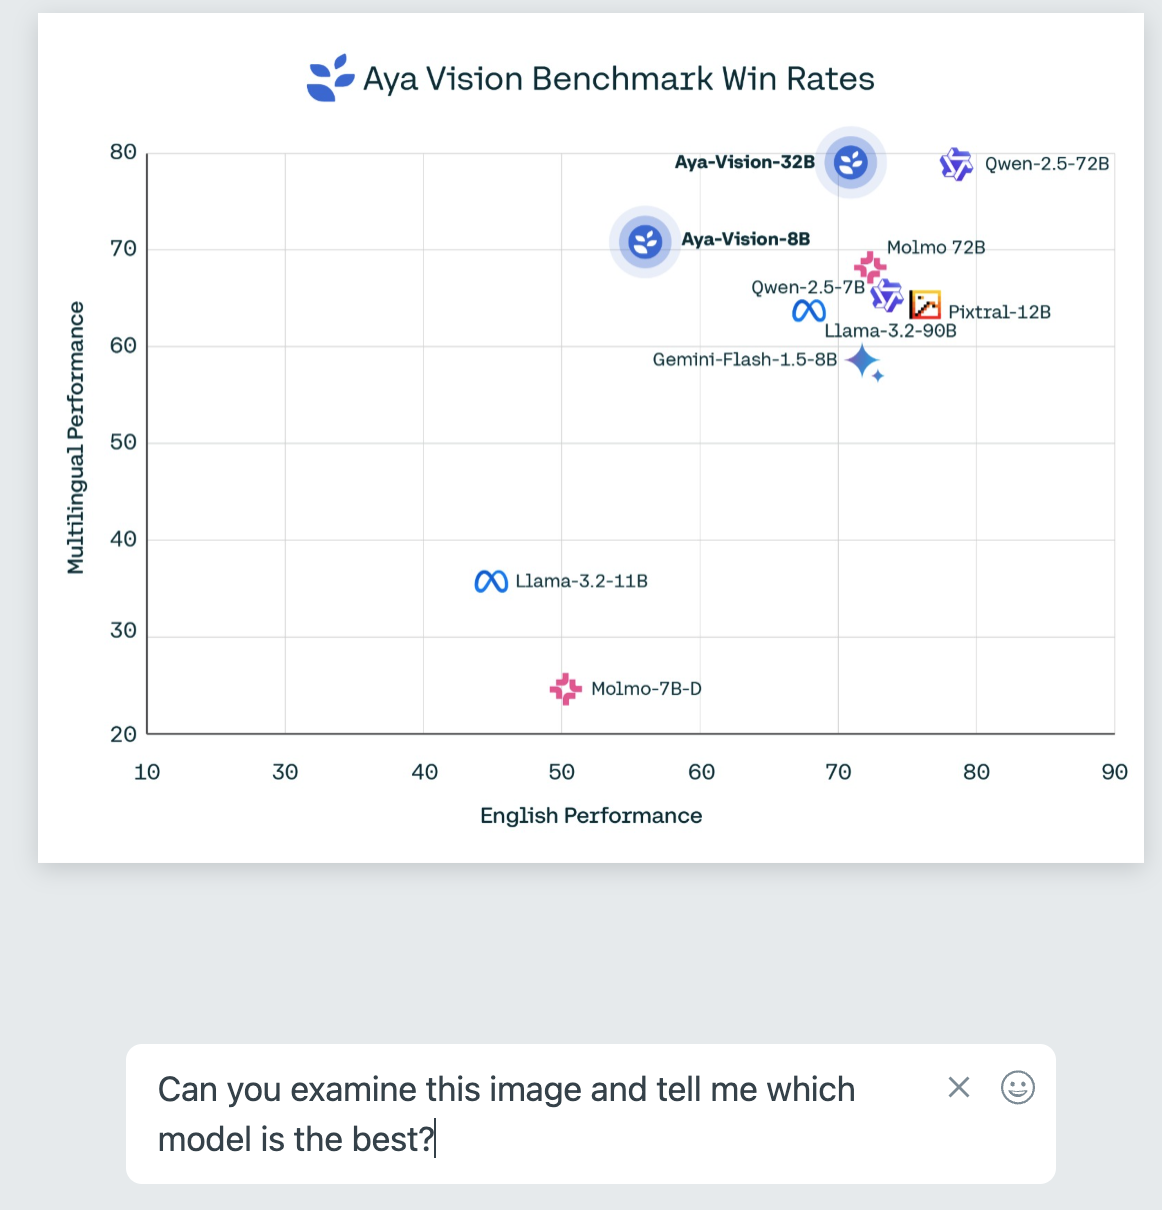 Aya Vision Benchmark Win Rates
80
Aya-Vision-32B
Qwen-2.5-72B
Aya-Vision-8B
70
Molmo 72B
Qwen-2.5-7B
Pixtral-12B
Llama-3.2-90B
60
Gemini-Flash-1.5-8B
Multilingual Performance
50
40
Llama-3.2-11B
30
Molmo-7B-D
20
10 30 40 50 60 70 80 90
English Performance
Can you examine this image and tell me which
model is the best?